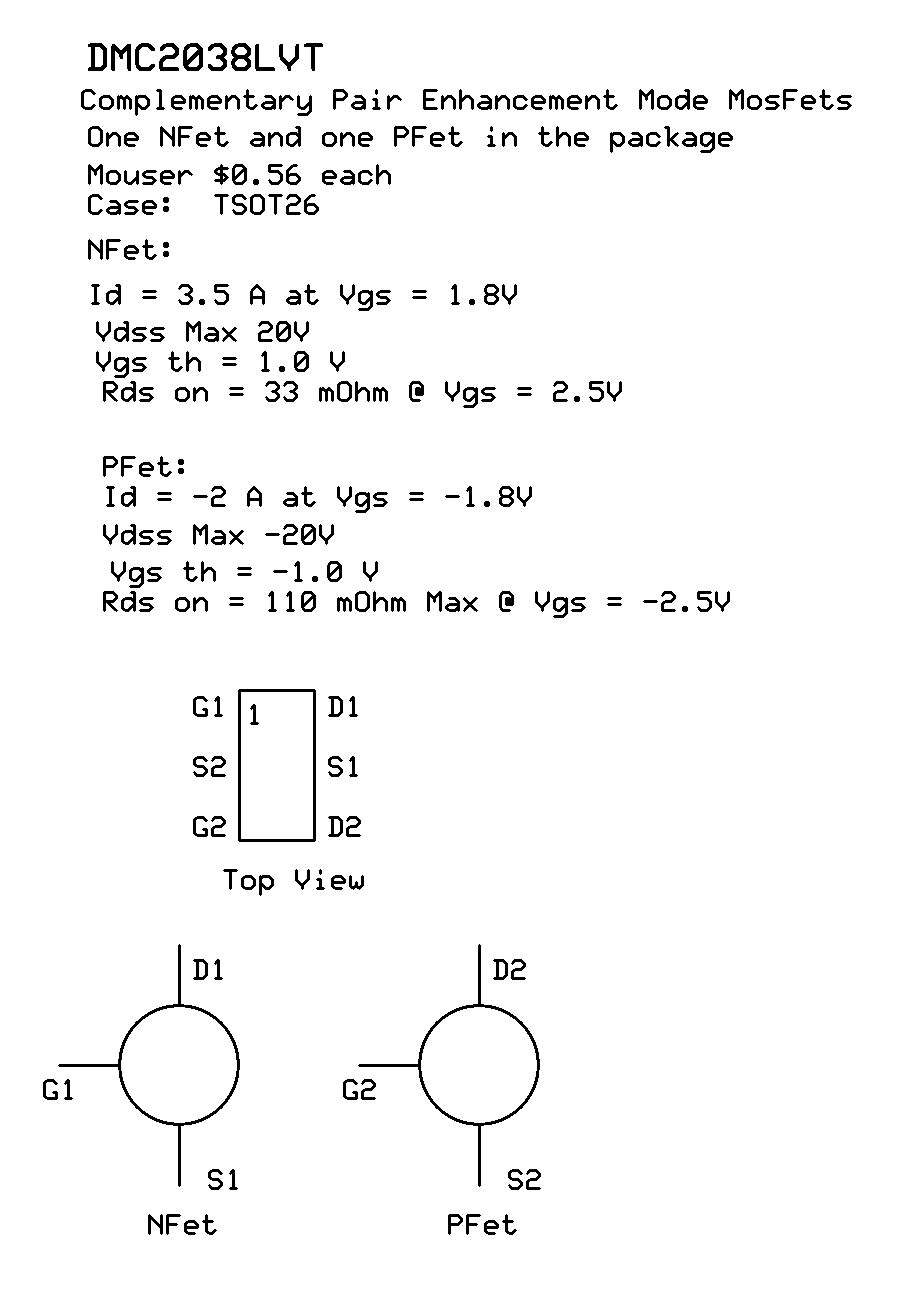 DMC2038LVT
Complementary Pair Enhancement Mode MosFets
One NFet and one PFet in the package
Mouser $0.56 each
Case:  TSOT26
NFet:
Id = 3.5 A at Vgs = 1.8V
Vdss Max 20V
Vgs th = 1.0 V
Rds on = 33 mOhm @ Vgs = 2.5V
PFet:
Id = -2 A at Vgs = -1.8V
Vdss Max -20V
Vgs th = -1.0 V
Rds on = 110 mOhm Max @ Vgs = -2.5V
G1 1 D1
S2 S1
G2 D2
Top View
D1 D2
G1 G2
S1 S2
NFet PFet